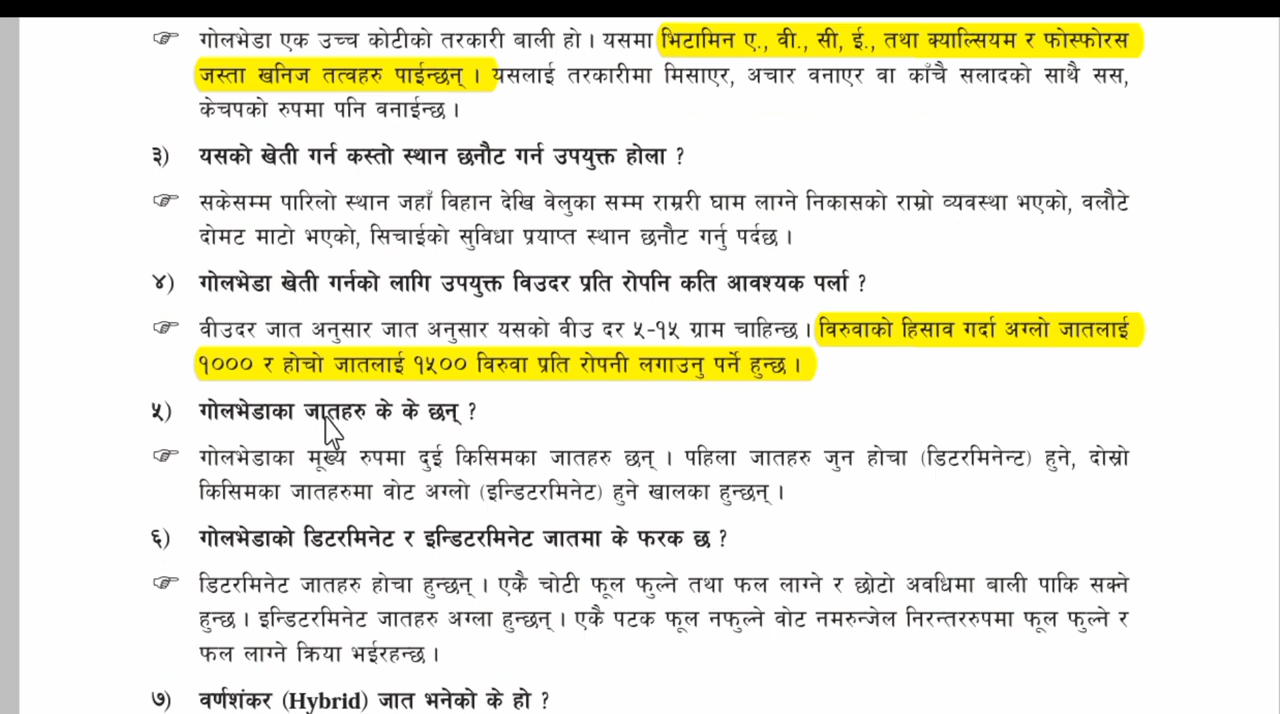 ☞ गोलभेडा एक उच्च कोटीको तरकारी बाली हो । यसमा भिटामिन ए., वी., सी, ई., तथा क्याल्सियम र फोस्फोरस
जस्ता खनिज तत्वहरु पाईन्छन् । यसलाई तरकारीमा मिसाएर, अचार वनाएर वा काँचै सलादको साथै सस,
केचपको रुपमा पनि वनाईन्छ ।
३) यसको खेती गर्न कस्तो स्थान छनौट गर्न उपयुक्त होला ?
☞ सकेसम्म पारिलो स्थान जहाँ विहान देखि वेलुका सम्म राम्ररी घाम लाग्ने निकासको राम्रो व्यवस्था भएको, वलौटे
दोमट माटो भएको, सिचाईको सुविधा प्रयाप्त स्थान छनौट गर्नु पर्दछ ।
४) गोलभेडा खेती गर्नको लागि उपयुक्त विउदर प्रति रोपनि कति आवश्यक पर्ला ?
☞ वीउदर जात अनुसार जात अनुसार यसको वीउ दर ५-१५ ग्राम चाहिन्छ । विरुवाको हिसाव गर्दा अग्लो जातलाई
१००० र होचो जातलाई १५०० विरुवा प्रति रोपनी लगाउनु पर्ने हुन्छ ।
५) गोलभेडाका जातहरु के के छन् ?
☞ गोलभेडाका मूख्य रुपमा दुई किसिमका जातहरु छन् । पहिला जातहरु जुन होचा (डिटरमिनेन्ट) हुने, दोस्रो
किसिमका जातहरुमा वोट अग्लो (इन्डिटरमिनेट) हुने खालका हुन्छन् ।
६) गोलभेडाको डिटरमिनेट र इन्डिटरमिनेट जातमा के फरक छ ?
☞ डिटरमिनेट जातहरु होचा हुन्छन् । एकै चोटी फूल फुल्ने तथा फल लाग्ने र छोटो अवधिमा बाली पाकि सक्ने
हुन्छ । इन्डिटरमिनेट जातहरु अग्ला हुन्छन् । एकै पटक फूल नफुल्ने वोट नमरुन्जेल निरन्तररुपमा फूल फुल्ने र
फल लाग्ने क्रिया भईरहन्छ ।
७) वर्णशंकर (Hybrid) जात भनेको के हो ?